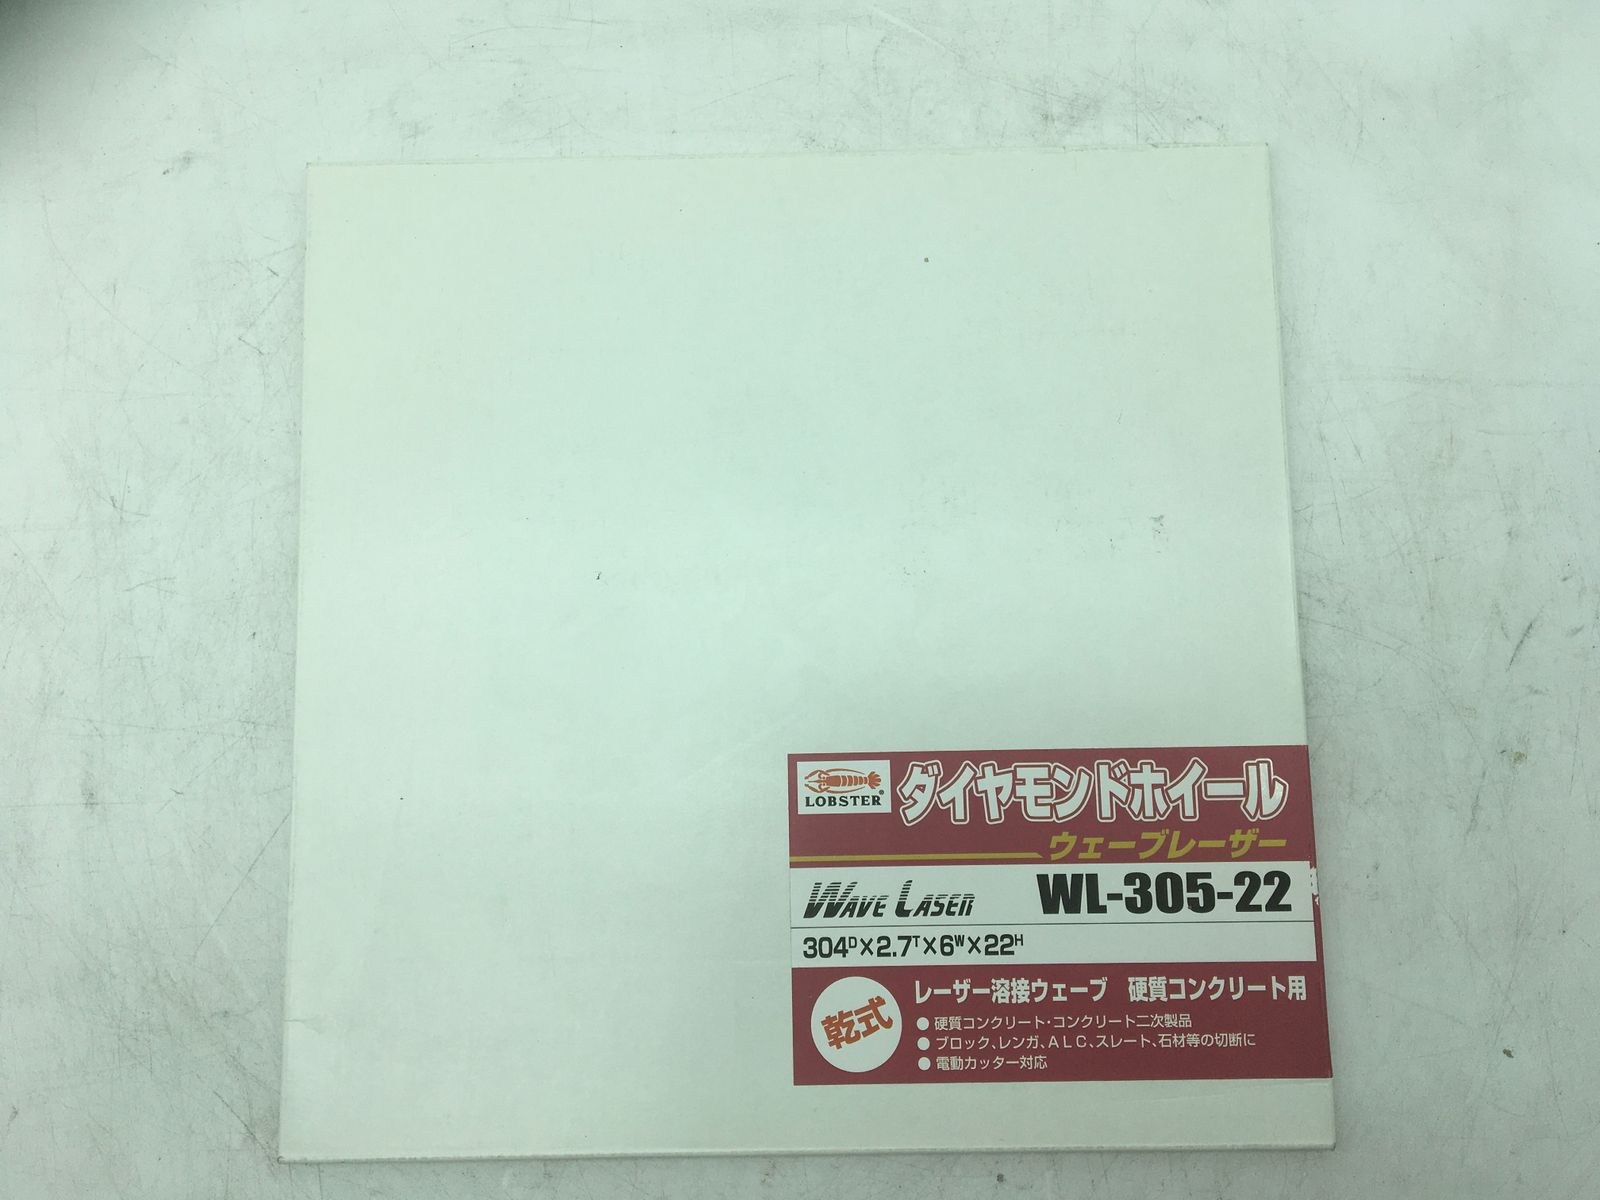 LOBSTER®
ダイヤモンドホイール
ウェーブレーザー
WAVE LASER
WL-305-22
304ᴰ×2.7ᵀ×6ᵂ×22ᴴ
乾式
レーザー溶接ウェーブ 硬質コンクリート用
●硬質コンクリート・コンクリート二次製品
●ブロック、レンガ、ALC、スレート、石材等の切断に
●電動カッター対応